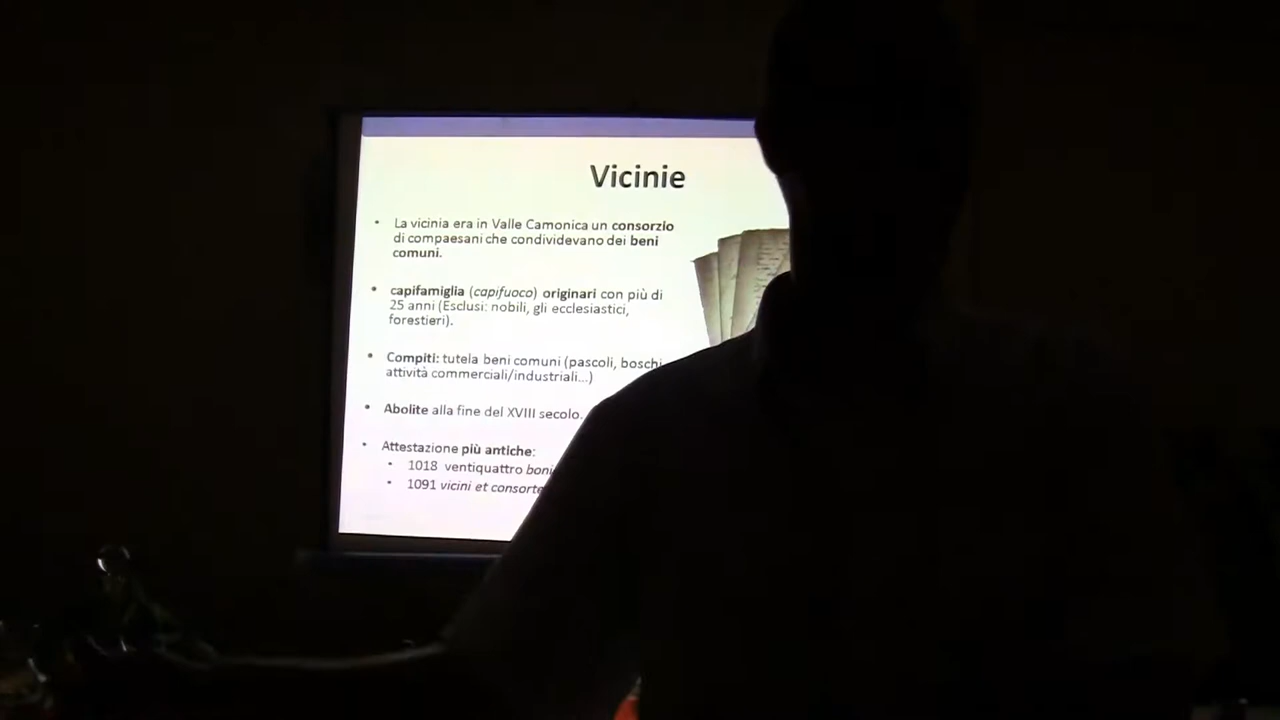 Vicinie
• La vicinia era in Valle Camonica un consorzio
di compaesani che condividevano dei beni
comuni.
• capifamiglia (capifuoco) originari con più di
25 anni (Esclusi: nobili, gli ecclesiastici,
forestieri).
• Compiti: tutela beni comuni (pascoli, boschi,
attività commerciali/industriali...)
• Abolite alla fine del XVIII secolo.
• Attestazione più antiche:
• 1018 ventiquattro boni
• 1091 vicini et consorte